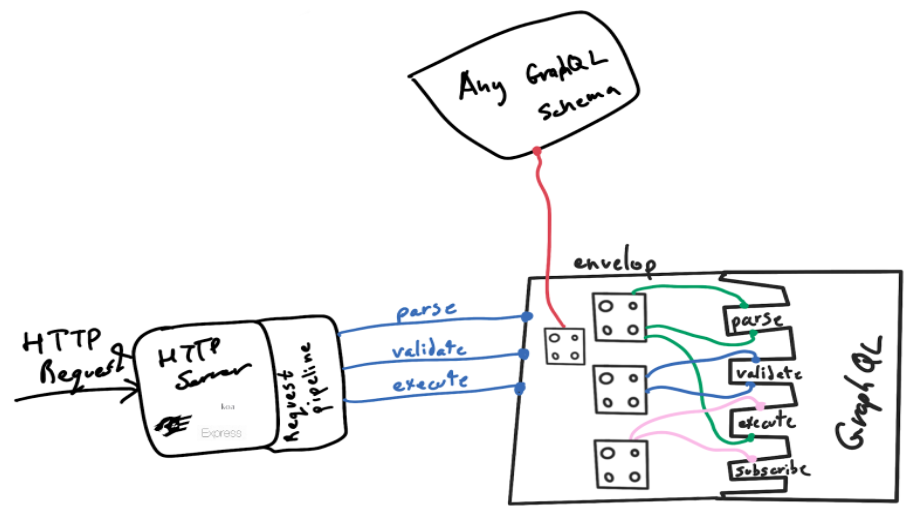 Any GraphQL
Schema
envelop
HTTP
Request
HTTP
Server
koa
Express
Request
pipeline
parse
validate
execute
parse
validate
execute
subscribe
GraphQL